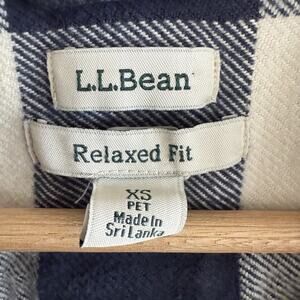 L.L.Bean
Relaxed Fit
XS
PET
Made In
Sri Lanka